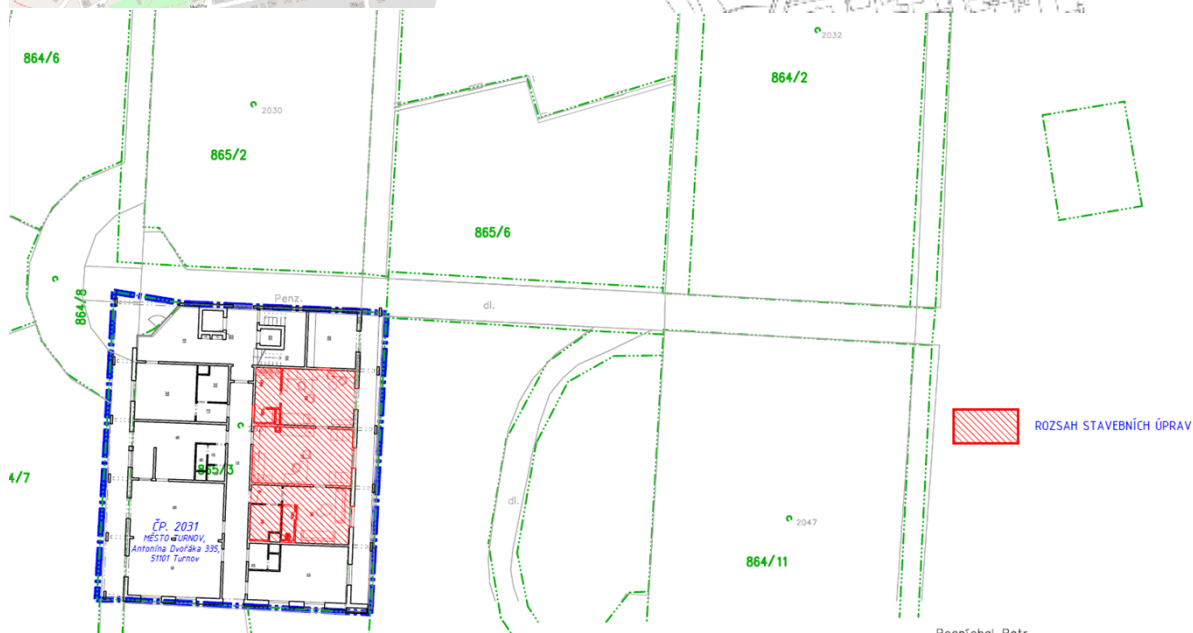 2032
864/6
864/2
2030
865/2
865/6
864/8
Penz.
dl.
ROZSAH STAVEBNÍCH ÚPRAV
865/3
4/7
dl.
ČP. 2031
MĚSTO TURNOV,
Antonína Dvořáka 335,
51101 Turnov
2047
864/11